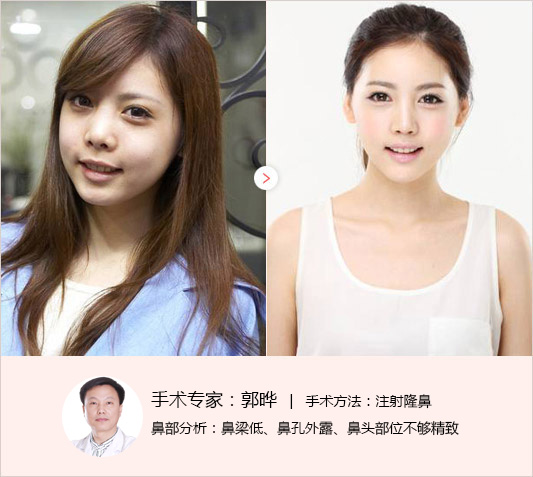 手术专家：郭晔 | 手术方法：注射隆鼻
鼻部分析：鼻梁低、鼻孔外露、鼻头部位不够精致